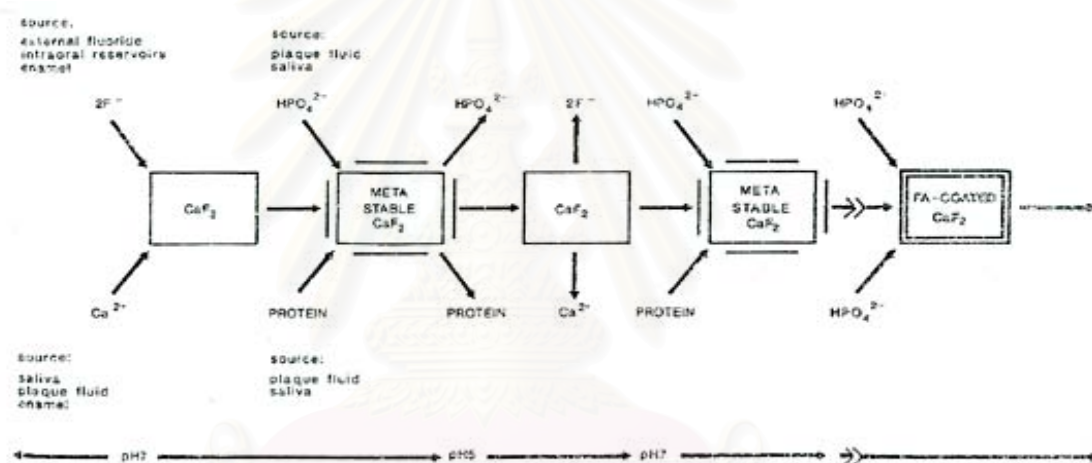 source:
external fluoride
intraoral reservoirs
enamel
source:
plaque fluid
saliva
2F⁻
HPO₄²⁻
HPO₄²⁻
2F⁻
HPO₄²⁻
HPO₄²⁻
CaF₂
META
STABLE
CaF₂
CaF₂
META
STABLE
CaF₂
FA-COATED
CaF₂
Ca²⁺
PROTEIN
PROTEIN
Ca²⁺
PROTEIN
HPO₄²⁻
source:
saliva
plaque fluid
enamel
source:
plaque fluid
saliva
pH7
pH5
pH7